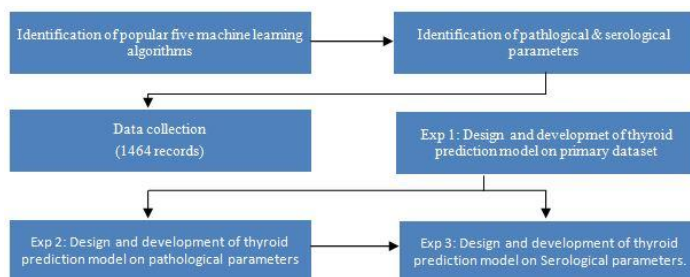 Identification of popular five machine learning
algorithms
Identification of pathlogical & serological
parameters
Data collection
(1464 records)
Exp 1: Design and developmet of thyroid
prediction model on primary dataset
Exp 2: Design and development of thyroid
prediction model on pathological parameters
Exp 3: Design and development of thyroid
prediction model on Serological parameters.